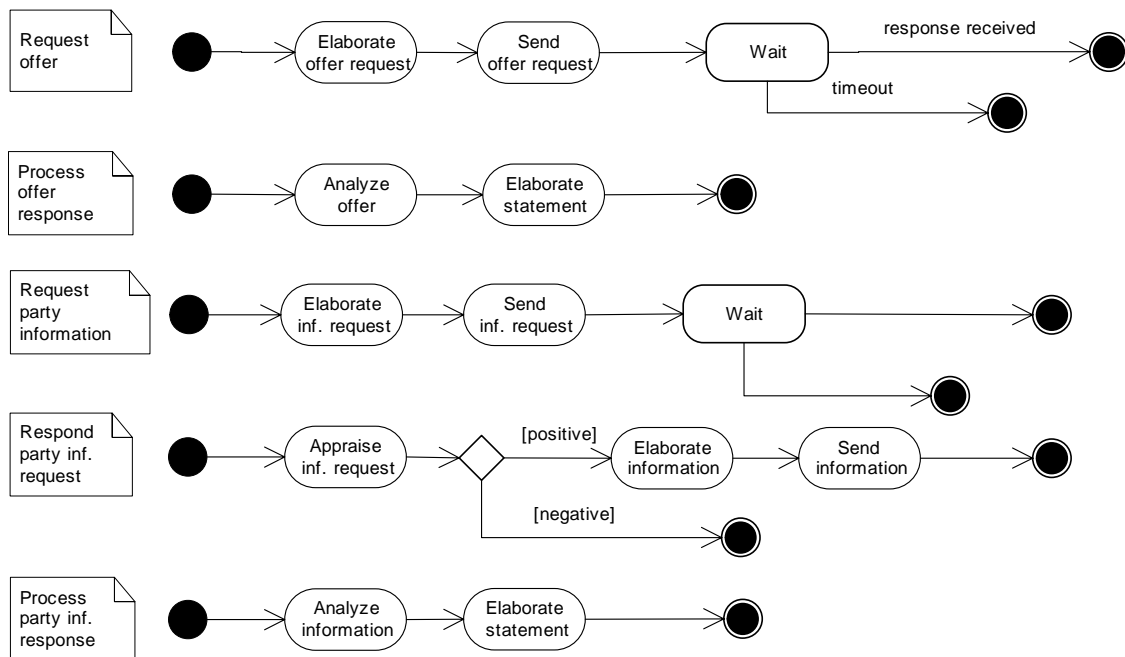 Request
offer
Elaborate
offer request
Send
offer request
Wait
response received
timeout
Process
offer
response
Analyze
offer
Elaborate
statement
Request
party
information
Elaborate
inf. request
Send
inf. request
Wait
Respond
party inf.
request
Appraise
inf. request
[positive]
Elaborate
information
Send
information
[negative]
Process
party inf.
response
Analyze
information
Elaborate
statement